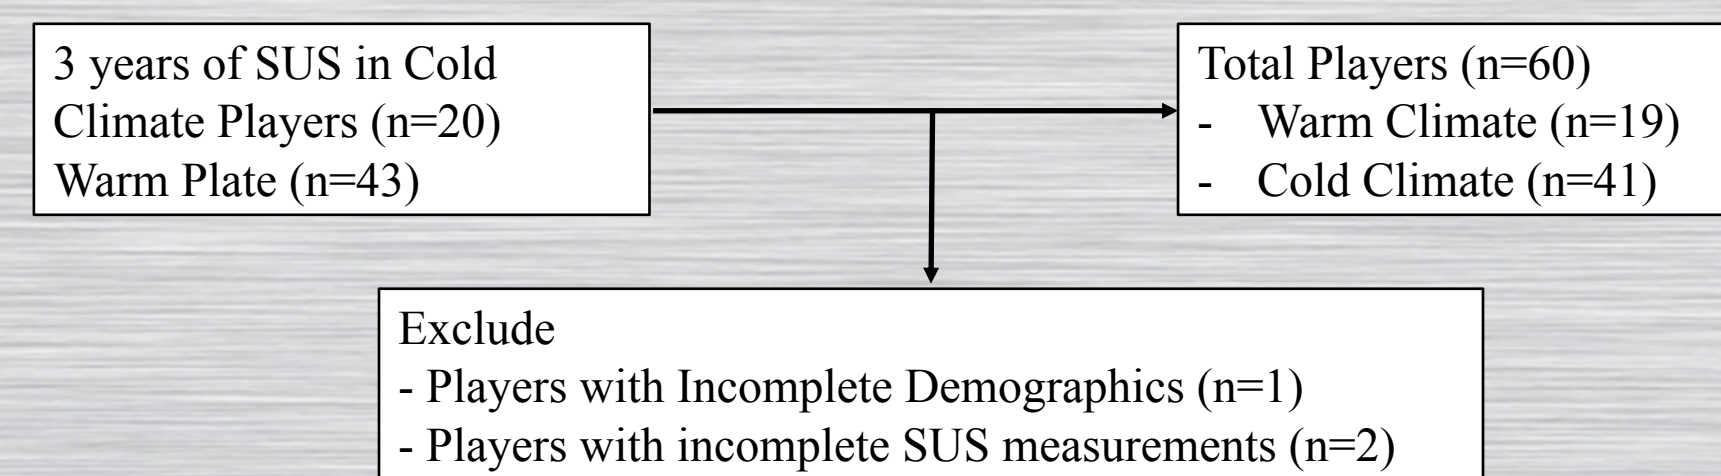 3 years of SUS in Cold
Climate Players (n=20)
Warm Plate (n=43)
Total Players (n=60)
- Warm Climate (n=19)
- Cold Climate (n=41)
Exclude
- Players with Incomplete Demographics (n=1)
- Players with incomplete SUS measurements (n=2)